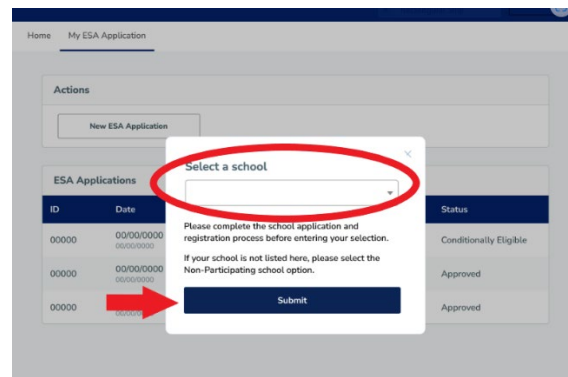 Home My ESA Application
Actions
New ESA Application
Select a school
ESA Applications
ID Date Status
Please complete the school application and
registration process before entering your selection.
If your school is not listed here, please select the
Non-Participating school option.
Submit
00000 00/00/0000 Conditionally Eligible
00/00/0000
00000 00/00/0000 Approved
00/00/0000
00000 Approved